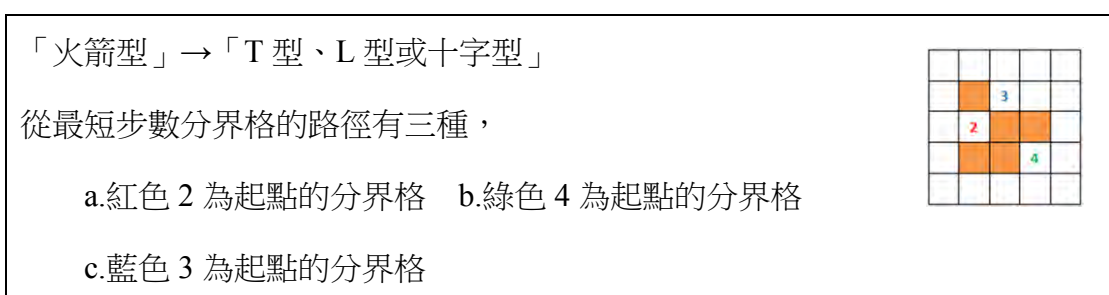 「火箭型」→「T 型、L 型或十字型」
從最短步數分界格的路徑有三種，
a.紅色 2 為起點的分界格 b.綠色 4 為起點的分界格
c.藍色 3 為起點的分界格
3
2
4